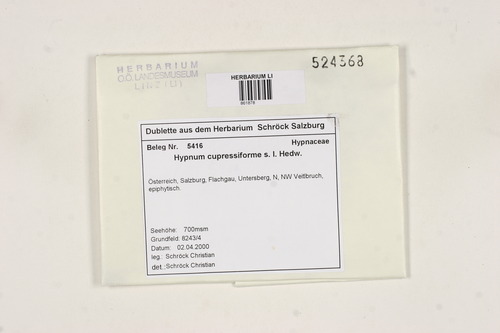 HERBARIUM
O.Ö. LANDESMUSEUM
LINZ (LI)
524368
HERBARIUM LI
Dublette aus dem Herbarium Schröck Salzburg
Beleg Nr. 5416 Hypnaceae
Hypnum cupressiforme s. l. Hedw.
Österreich, Salzburg, Flachgau, Untersberg, N, NW Veitlbruch,
epiphytisch.
Seehöhe: 700msm
Grundfeld: 8243/4
Datum: 02.04.2000
leg.: Schröck Christian
det.: Schröck Christian